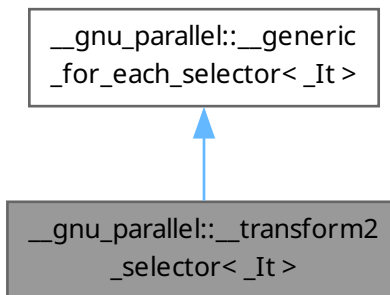 __gnu_parallel::__generic
_for_each_selector< _It >
__gnu_parallel::__transform2
_selector< _It >